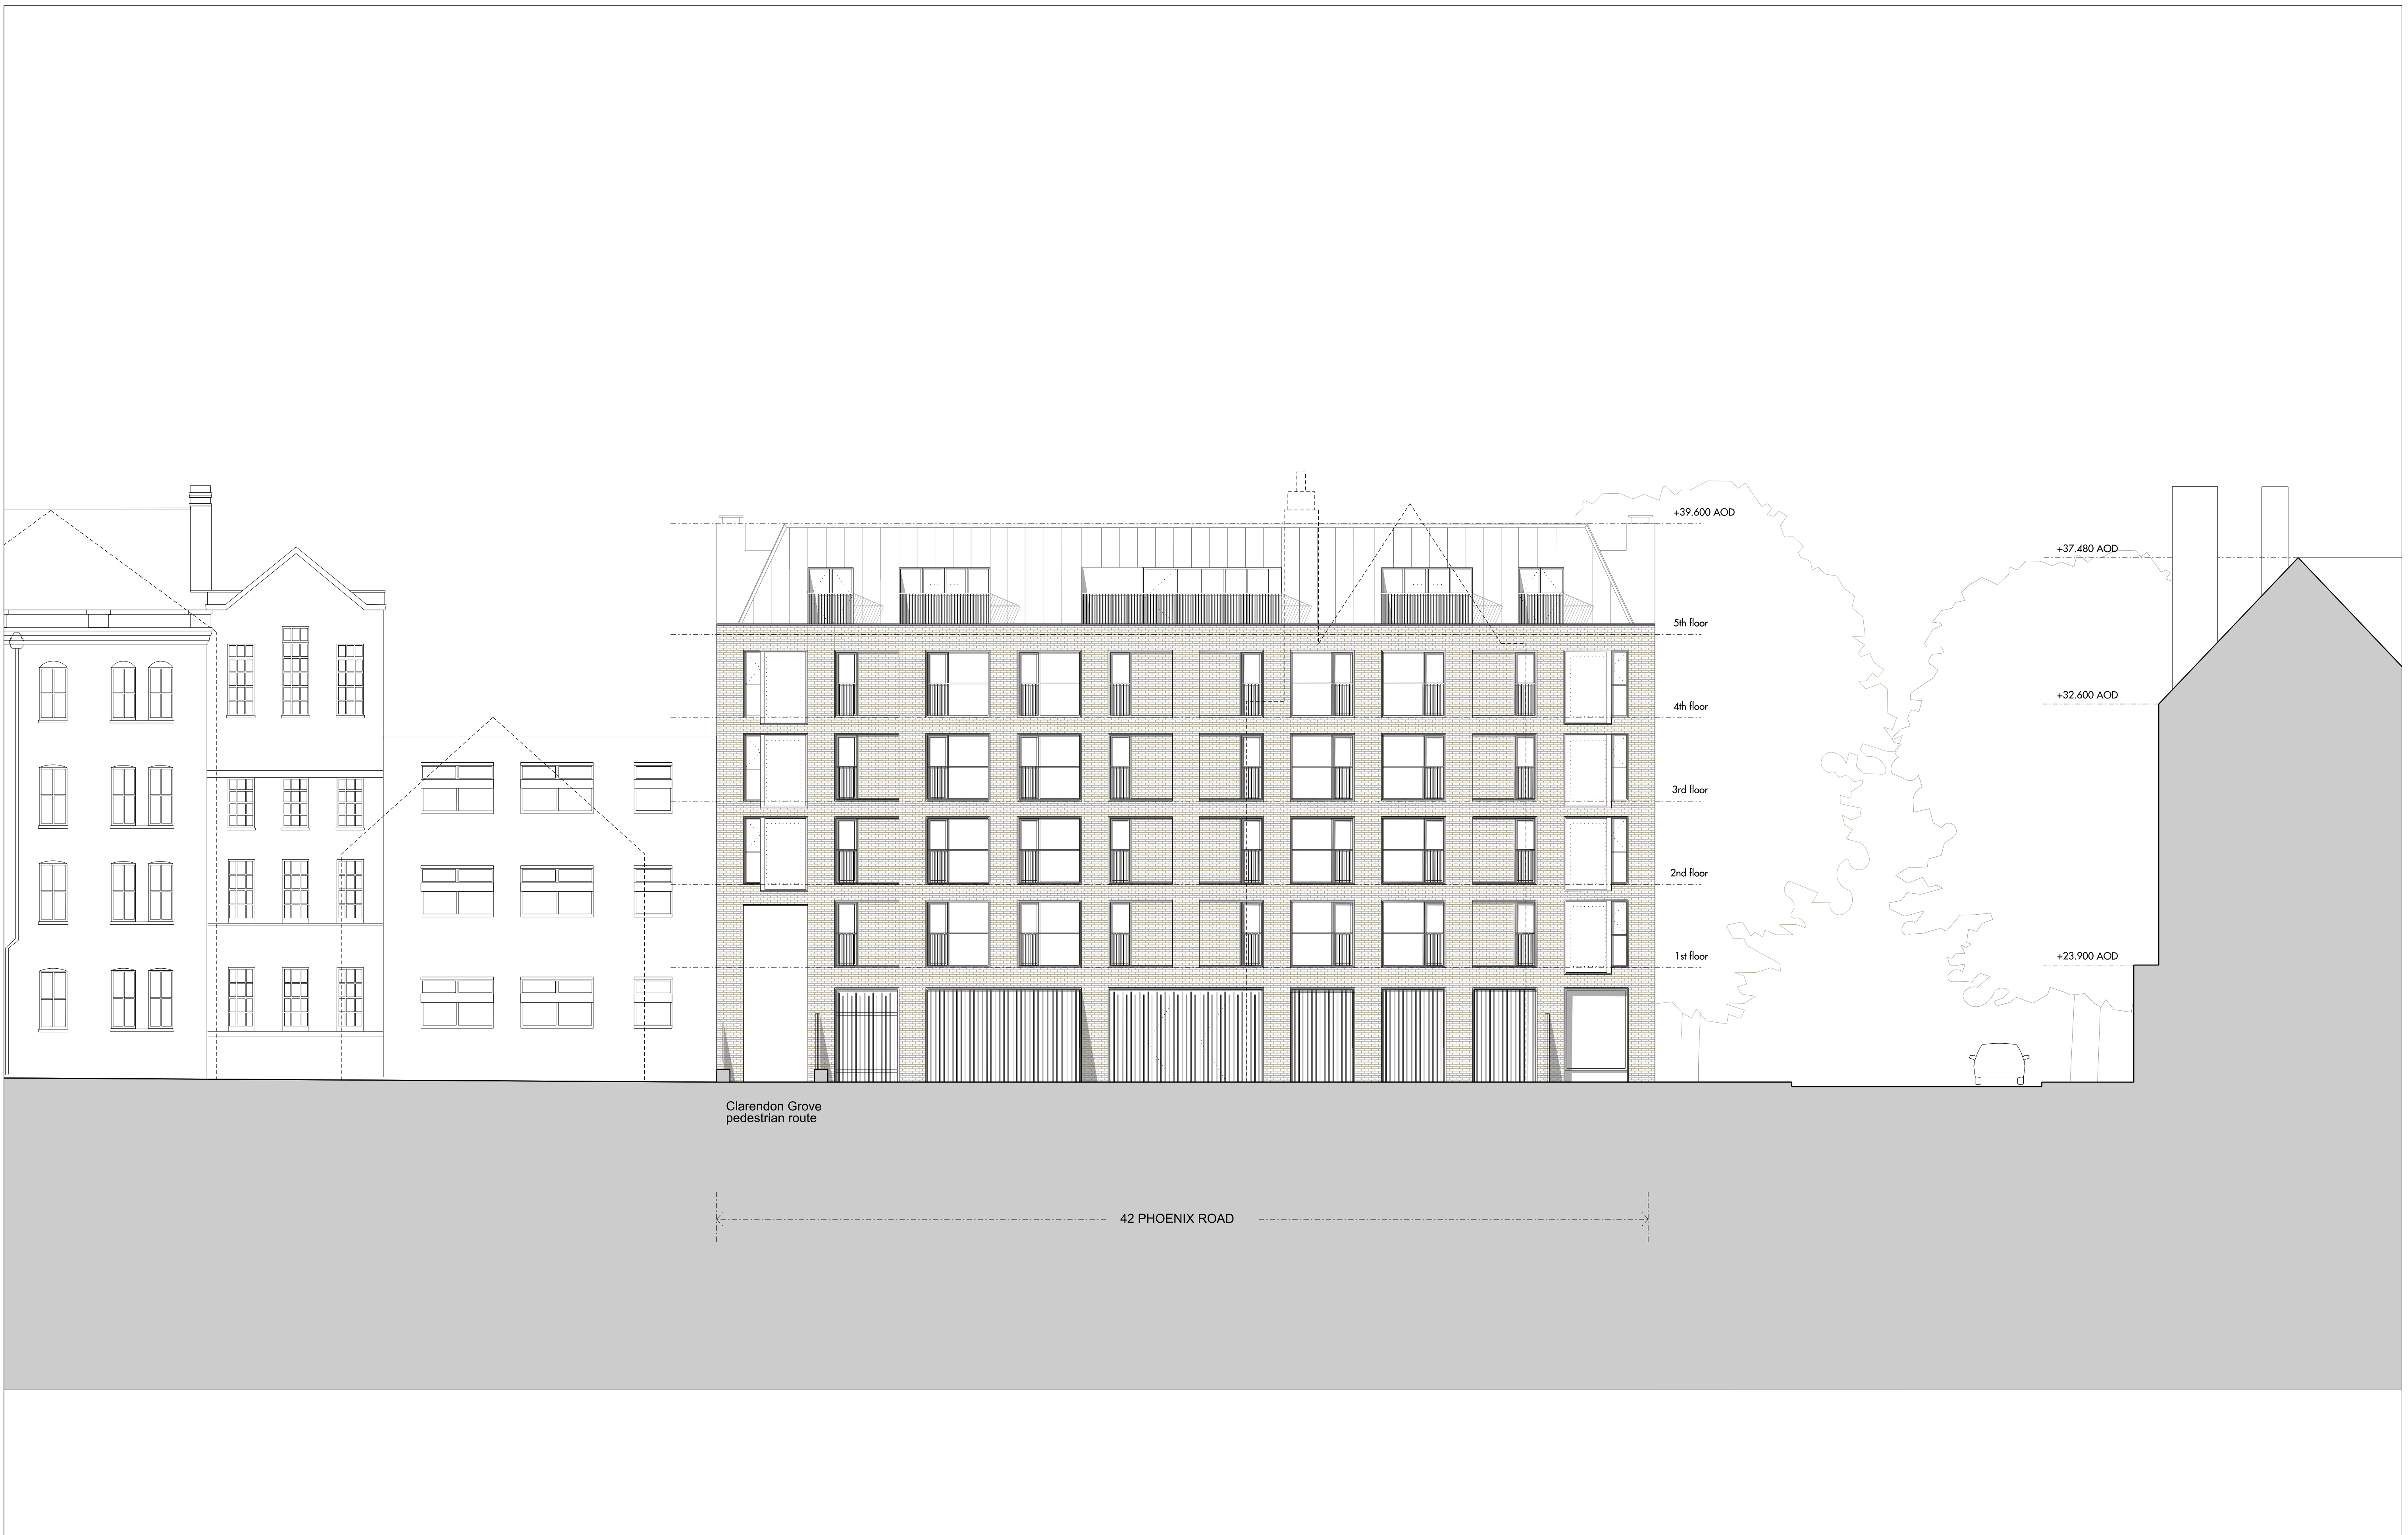 +39.600 AOD
+37.480 AOD
5th floor
+32.600 AOD
4th floor
3rd floor
2nd floor
1st floor
+23.900 AOD
Clarendon Grove
pedestrian route
42 PHOENIX ROAD